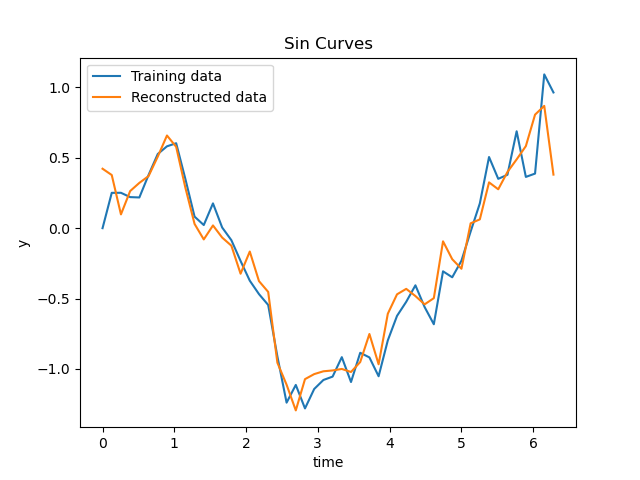 Sin Curves
Training data
Reconstructed data
1.0
0.5
0.0
−0.5
−1.0
y
0 1 2 3 4 5 6
time